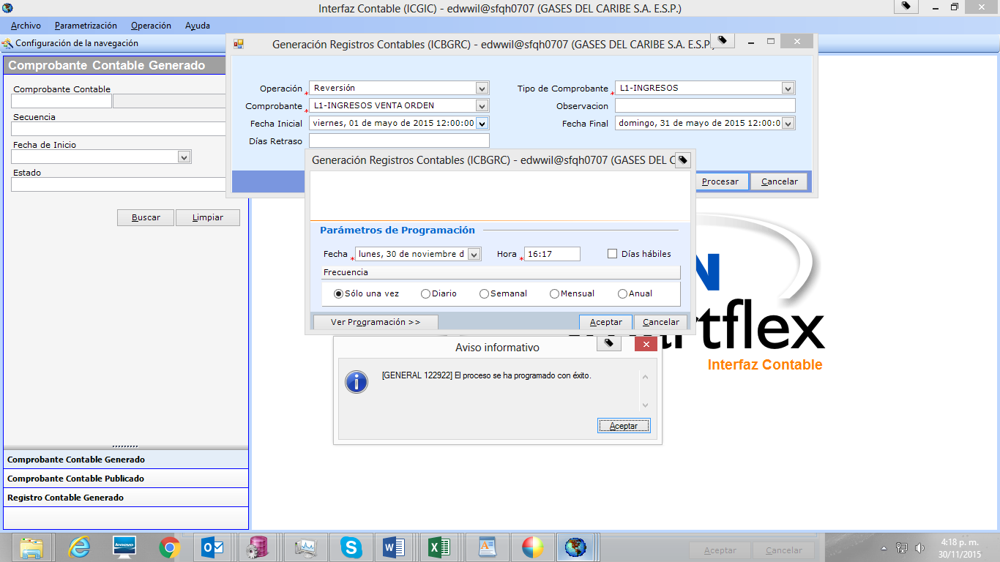 Interfaz Contable (ICGIC) - edwwil@sfqh0707 (GASES DEL CARIBE S.A. E.S.P.)
Archivo Parametrización Operación Ayuda
Configuración de la navegación
Comprobante Contable Generado
Comprobante Contable
Secuencia
Fecha de Inicio
Estado
Buscar Limpiar
Comprobante Contable Generado
Comprobante Contable Publicado
Registro Contable Generado
Generación Registros Contables (ICBGRC) - edwwil@sfqh0707 (GASES DEL CARIBE S.A. E.S.P.
Operación * Reversión Tipo de Comprobante * L1-INGRESOS
Comprobante * L1-INGRESOS VENTA ORDEN Observacion
Fecha Inicial viernes, 01 de mayo de 2015 12:00:00 Fecha Final domingo, 31 de mayo de 2015 12:00:0
Días Retraso
Procesar Cancelar
Generación Registros Contables (ICBGRC) - edwwil@sfqh0707 (GASES DEL C
Parámetros de Programación
Fecha * lunes, 30 de noviembre d Hora * 16:17 Días hábiles
Frecuencia
Sólo una vez Diario Semanal Mensual Anual
Ver Programación >> Aceptar Cancelar
N
artflex
Interfaz Contable
Aviso informativo
[GENERAL 122922] El proceso se ha programado con éxito.
Aceptar
Aceptar Cancelar
lenovo
4:18 p. m.
30/11/2015